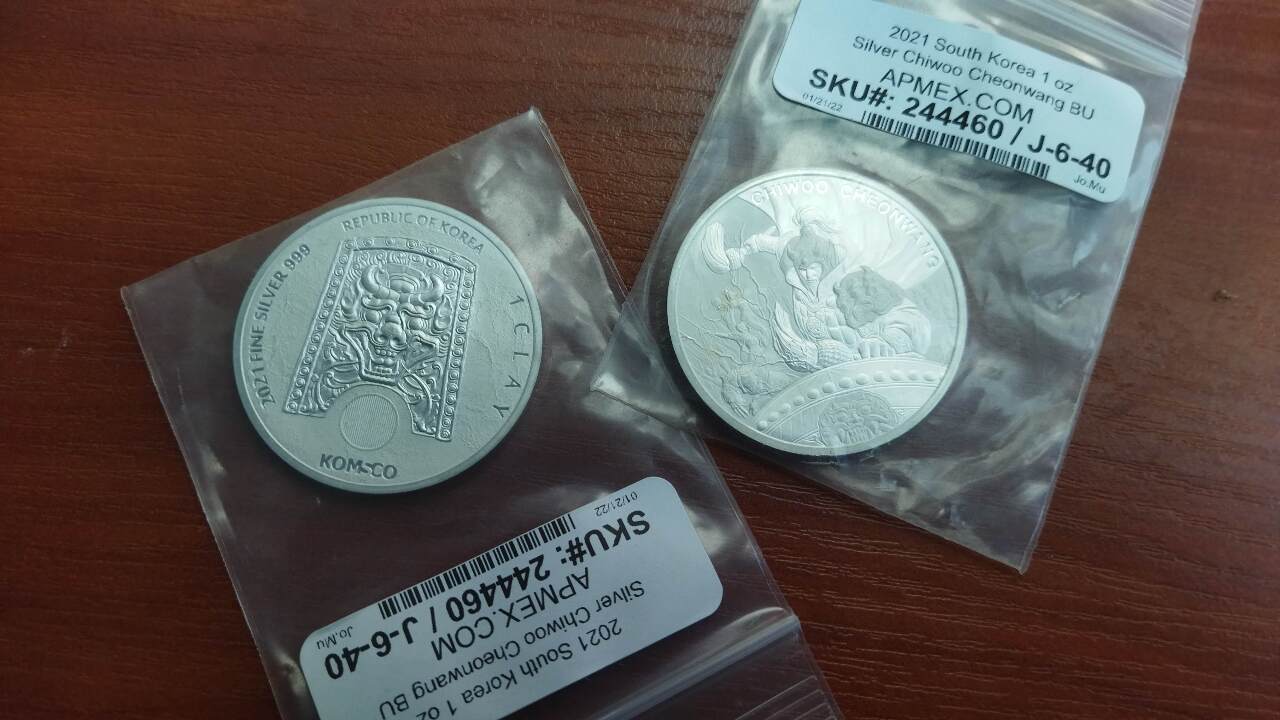 2021 South Korea 1 oz
Silver Chiwoo Cheonwang BU
APMEX.COM
SKU#: 244460 / J-6-40
01/21/22
Jo.Mu
CHIWOO CHEONWANG
REPUBLIC OF KOREA
2021 FINE SILVER 999
1 CLAY
KOMSCO
2021 South Korea 1 oz
Silver Chiwoo Cheonwang BU
APMEX.COM
SKU#: 244460 / J-6-40
01/21/22
Jo.Mu